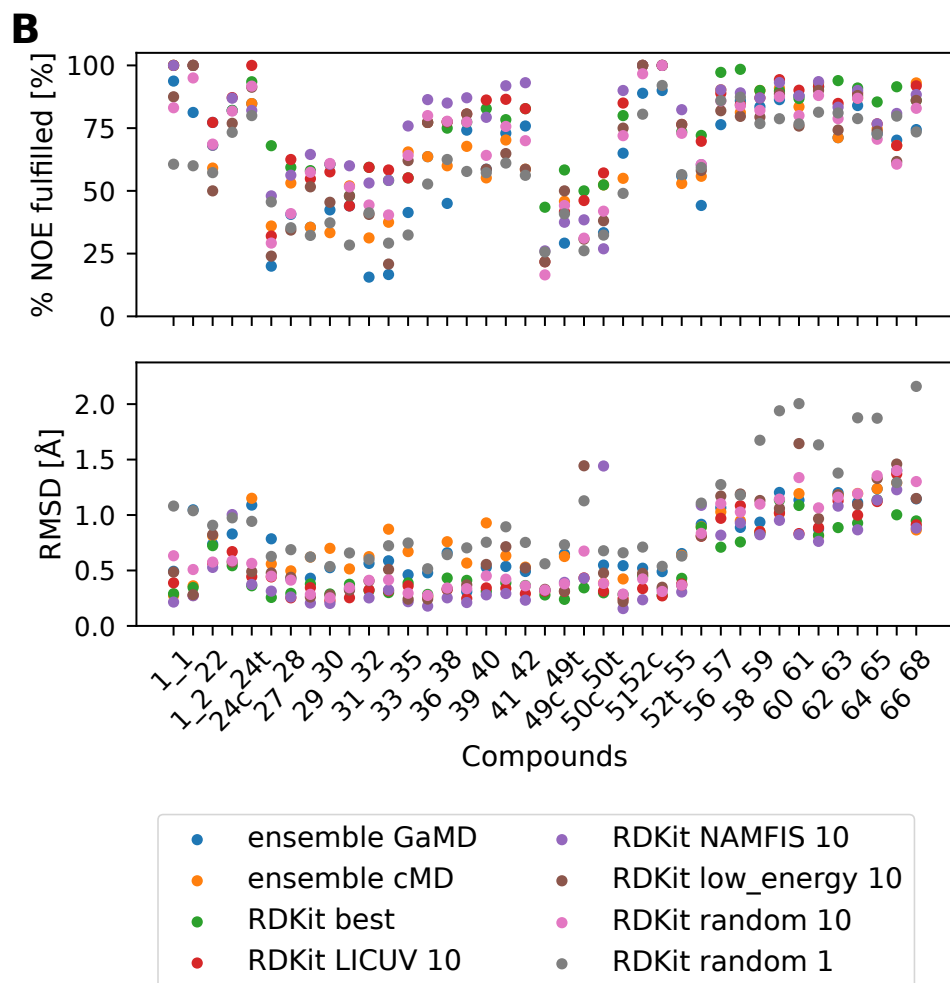 B
% NOE fulfilled [%]
100
75
50
25
0
RMSD [Å]
2.0
1.5
1.0
0.5
0.0
1_1
1_2
22
24c
24t
27
28
29
30
31
32
33
35
36
38
39
40
41
42
49c
49t
50c
50t
51
52c
52t
55
56
57
58
59
60
61
62
63
64
65
66
68
Compounds
ensemble GaMD
ensemble cMD
RDKit best
RDKit LICUV 10
RDKit NAMFIS 10
RDKit low_energy 10
RDKit random 10
RDKit random 1